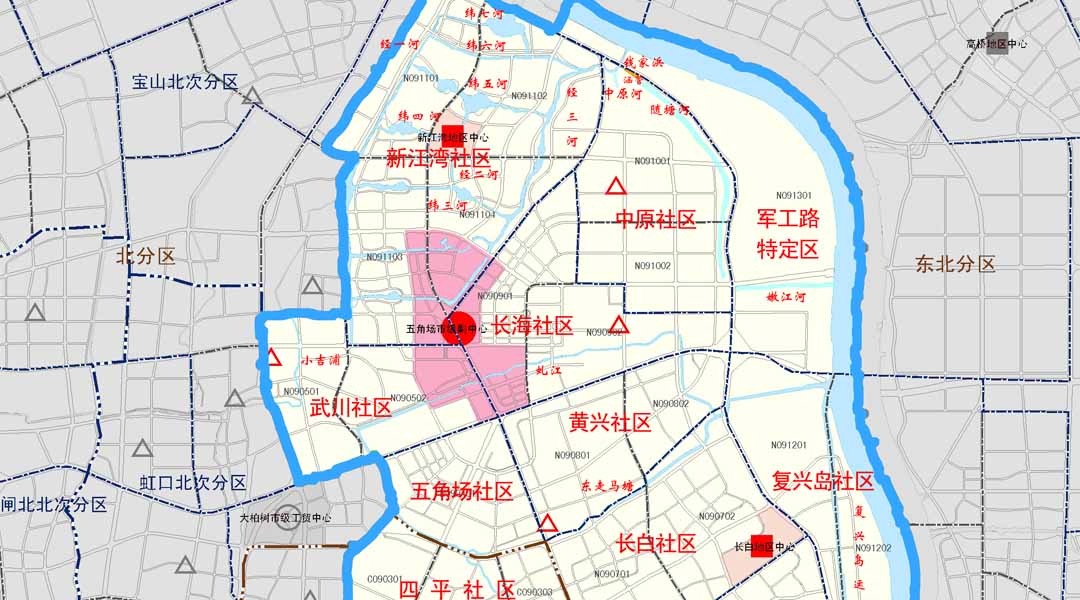 纬七河
经一河
纬六河
高桥地区中心
钱家浜
涵管
中原河
N091101
纬五河
N091102
宝山北次分区
随塘河
经三河
纬四河
新江湾地区中心
新江湾社区
N091001
经二河
N091301
纬三河
N091104
中原社区
军工路
特定区
北分区
N091103
N091002
东北分区
N090901
嫩江河
五角场市级副中心
长海社区
小吉浦
虬江
N090501
N090502
武川社区
N090802
黄兴社区
N091201
N090801
虹口北次分区
五角场社区
东走马塘
复兴岛社区
闸北北次分区
大柏树市级工贸中心
N090702
复兴岛运
长白社区
长白地区中心
N091202
C090301
四平社区
C090303
N090701